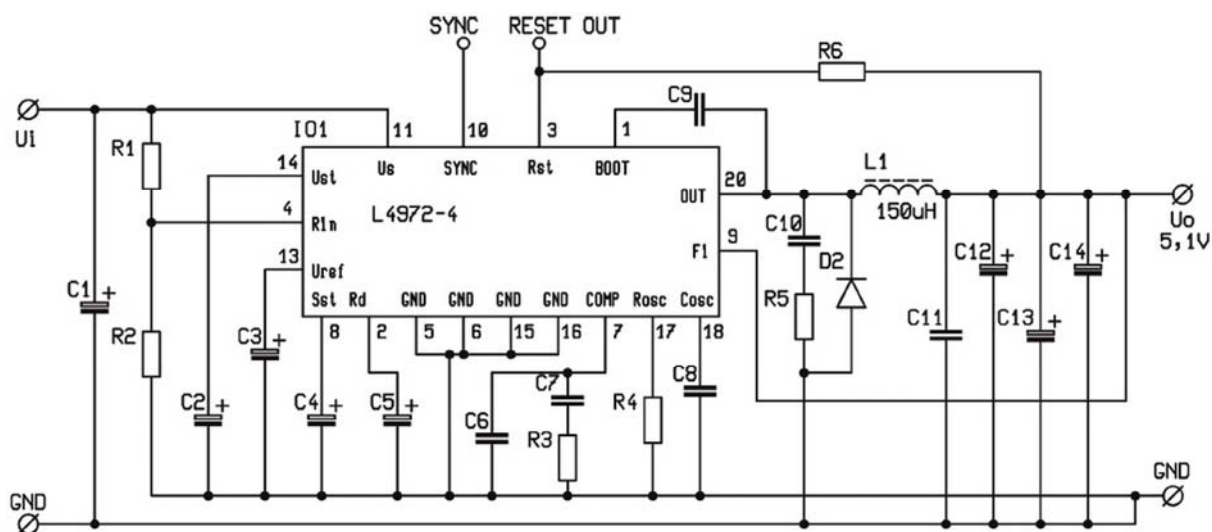 SYNC RESET OUT
R6
C9
Ui
R1
IO1
11 10 3 1
14 Us SYNC Rst BOOT
Ust
L1
20
OUT
4
Rin
L4972-4
150uH
Uo
5,1V
C10
9
Fi
13
Uref
D2
C12 + C14 +
C1 +
Sst Rd GND GND GND GND COMP Rosc Cosc
R5
8 2 5 6 15 16 7 17 18
R2
C3 +
C11 C13 +
C2 + C4 + C5 + C7 C8
C6 R3 R4
GND
GND